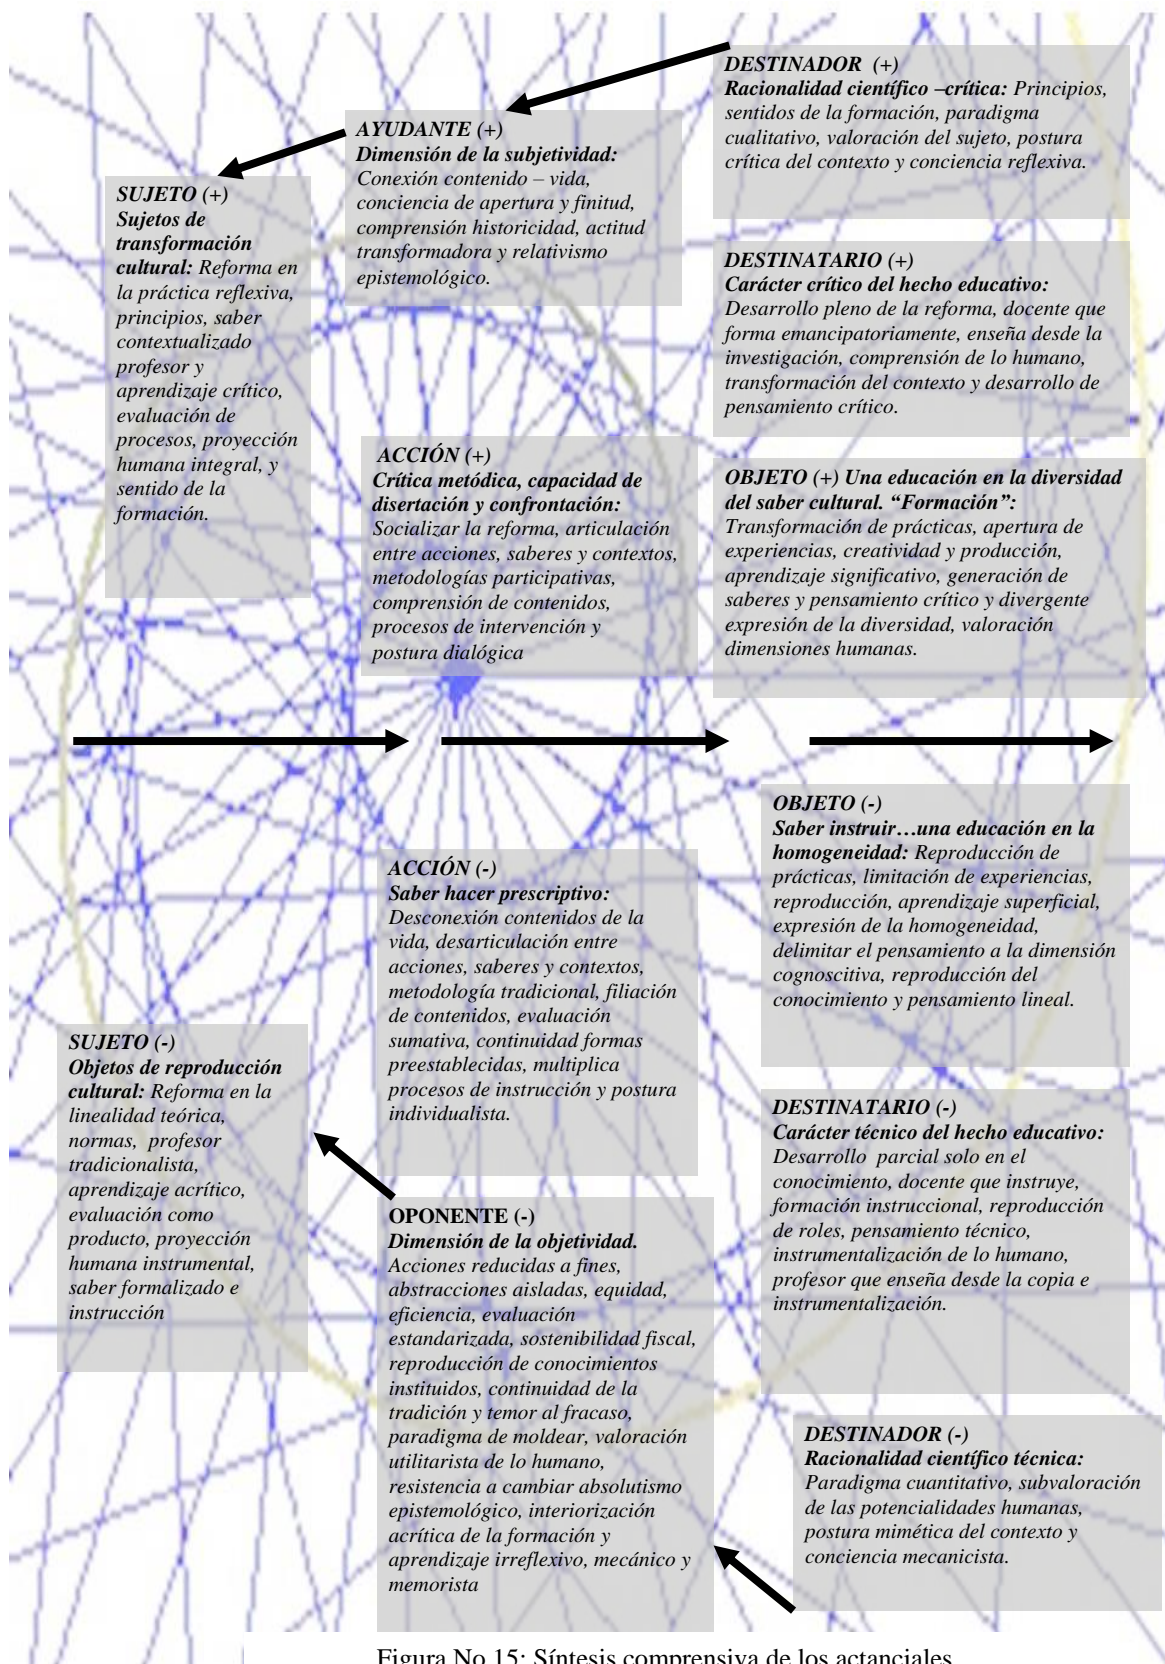 DESTINADOR (+)
Racionalidad científico –crítica: Principios,
sentidos de la formación, paradigma
cualitativo, valoración del sujeto, postura
crítica del contexto y conciencia reflexiva.
AYUDANTE (+)
Dimensión de la subjetividad:
Conexión contenido – vida,
conciencia de apertura y finitud,
comprensión historicidad, actitud
transformadora y relativismo
epistemológico.
SUJETO (+)
Sujetos de
transformación
cultural: Reforma en
la práctica reflexiva,
principios, saber
contextualizado
profesor y
aprendizaje crítico,
evaluación de
procesos, proyección
humana integral, y
sentido de la
formación.
DESTINATARIO (+)
Carácter crítico del hecho educativo:
Desarrollo pleno de la reforma, docente que
forma emancipatoriamente, enseña desde la
investigación, comprensión de lo humano,
transformación del contexto y desarrollo de
pensamiento crítico.
ACCIÓN (+)
Crítica metódica, capacidad de
disertación y confrontación:
Socializar la reforma, articulación
entre acciones, saberes y contextos,
metodologías participativas,
comprensión de contenidos,
procesos de intervención y
postura dialógica
OBJETO (+) Una educación en la diversidad
del saber cultural. “Formación”:
Transformación de prácticas, apertura de
experiencias, creatividad y producción,
aprendizaje significativo, generación de
saberes y pensamiento crítico y divergente
expresión de la diversidad, valoración
dimensiones humanas.
OBJETO (-)
Saber instruir…una educación en la
homogeneidad: Reproducción de
prácticas, limitación de experiencias,
reproducción, aprendizaje superficial,
expresión de la homogeneidad,
delimitar el pensamiento a la dimensión
cognoscitiva, reproducción del
conocimiento y pensamiento lineal.
ACCIÓN (-)
Saber hacer prescriptivo:
Desconexión contenidos de la
vida, desarticulación entre
acciones, saberes y contextos,
metodología tradicional, filiación
de contenidos, evaluación
sumativa, continuidad formas
preestablecidas, multiplica
procesos de instrucción y postura
individualista.
SUJETO (-)
Objetos de reproducción
cultural: Reforma en la
linealidad teórica,
normas, profesor
tradicionalista,
aprendizaje acrítico,
evaluación como
producto, proyección
humana instrumental,
saber formalizado e
instrucción
DESTINATARIO (-)
Carácter técnico del hecho educativo:
Desarrollo parcial solo en el
conocimiento, docente que instruye,
formación instruccional, reproducción
de roles, pensamiento técnico,
instrumentalización de lo humano,
profesor que enseña desde la copia e
instrumentalización.
OPONENTE (-)
Dimensión de la objetividad.
Acciones reducidas a fines,
abstracciones aisladas, equidad,
eficiencia, evaluación
estandarizada, sostenibilidad fiscal,
reproducción de conocimientos
instituidos, continuidad de la
tradición y temor al fracaso,
paradigma de moldear, valoración
utilitarista de lo humano,
resistencia a cambiar absolutismo
epistemológico, interiorización
acrítica de la formación y
aprendizaje irreflexivo, mecánico y
memorista
DESTINADOR (-)
Racionalidad científico técnica:
Paradigma cuantitativo, subvaloración
de las potencialidades humanas,
postura mimética del contexto y
conciencia mecanicista.
Figura No 15: Síntesis comprensiva de los actanciales